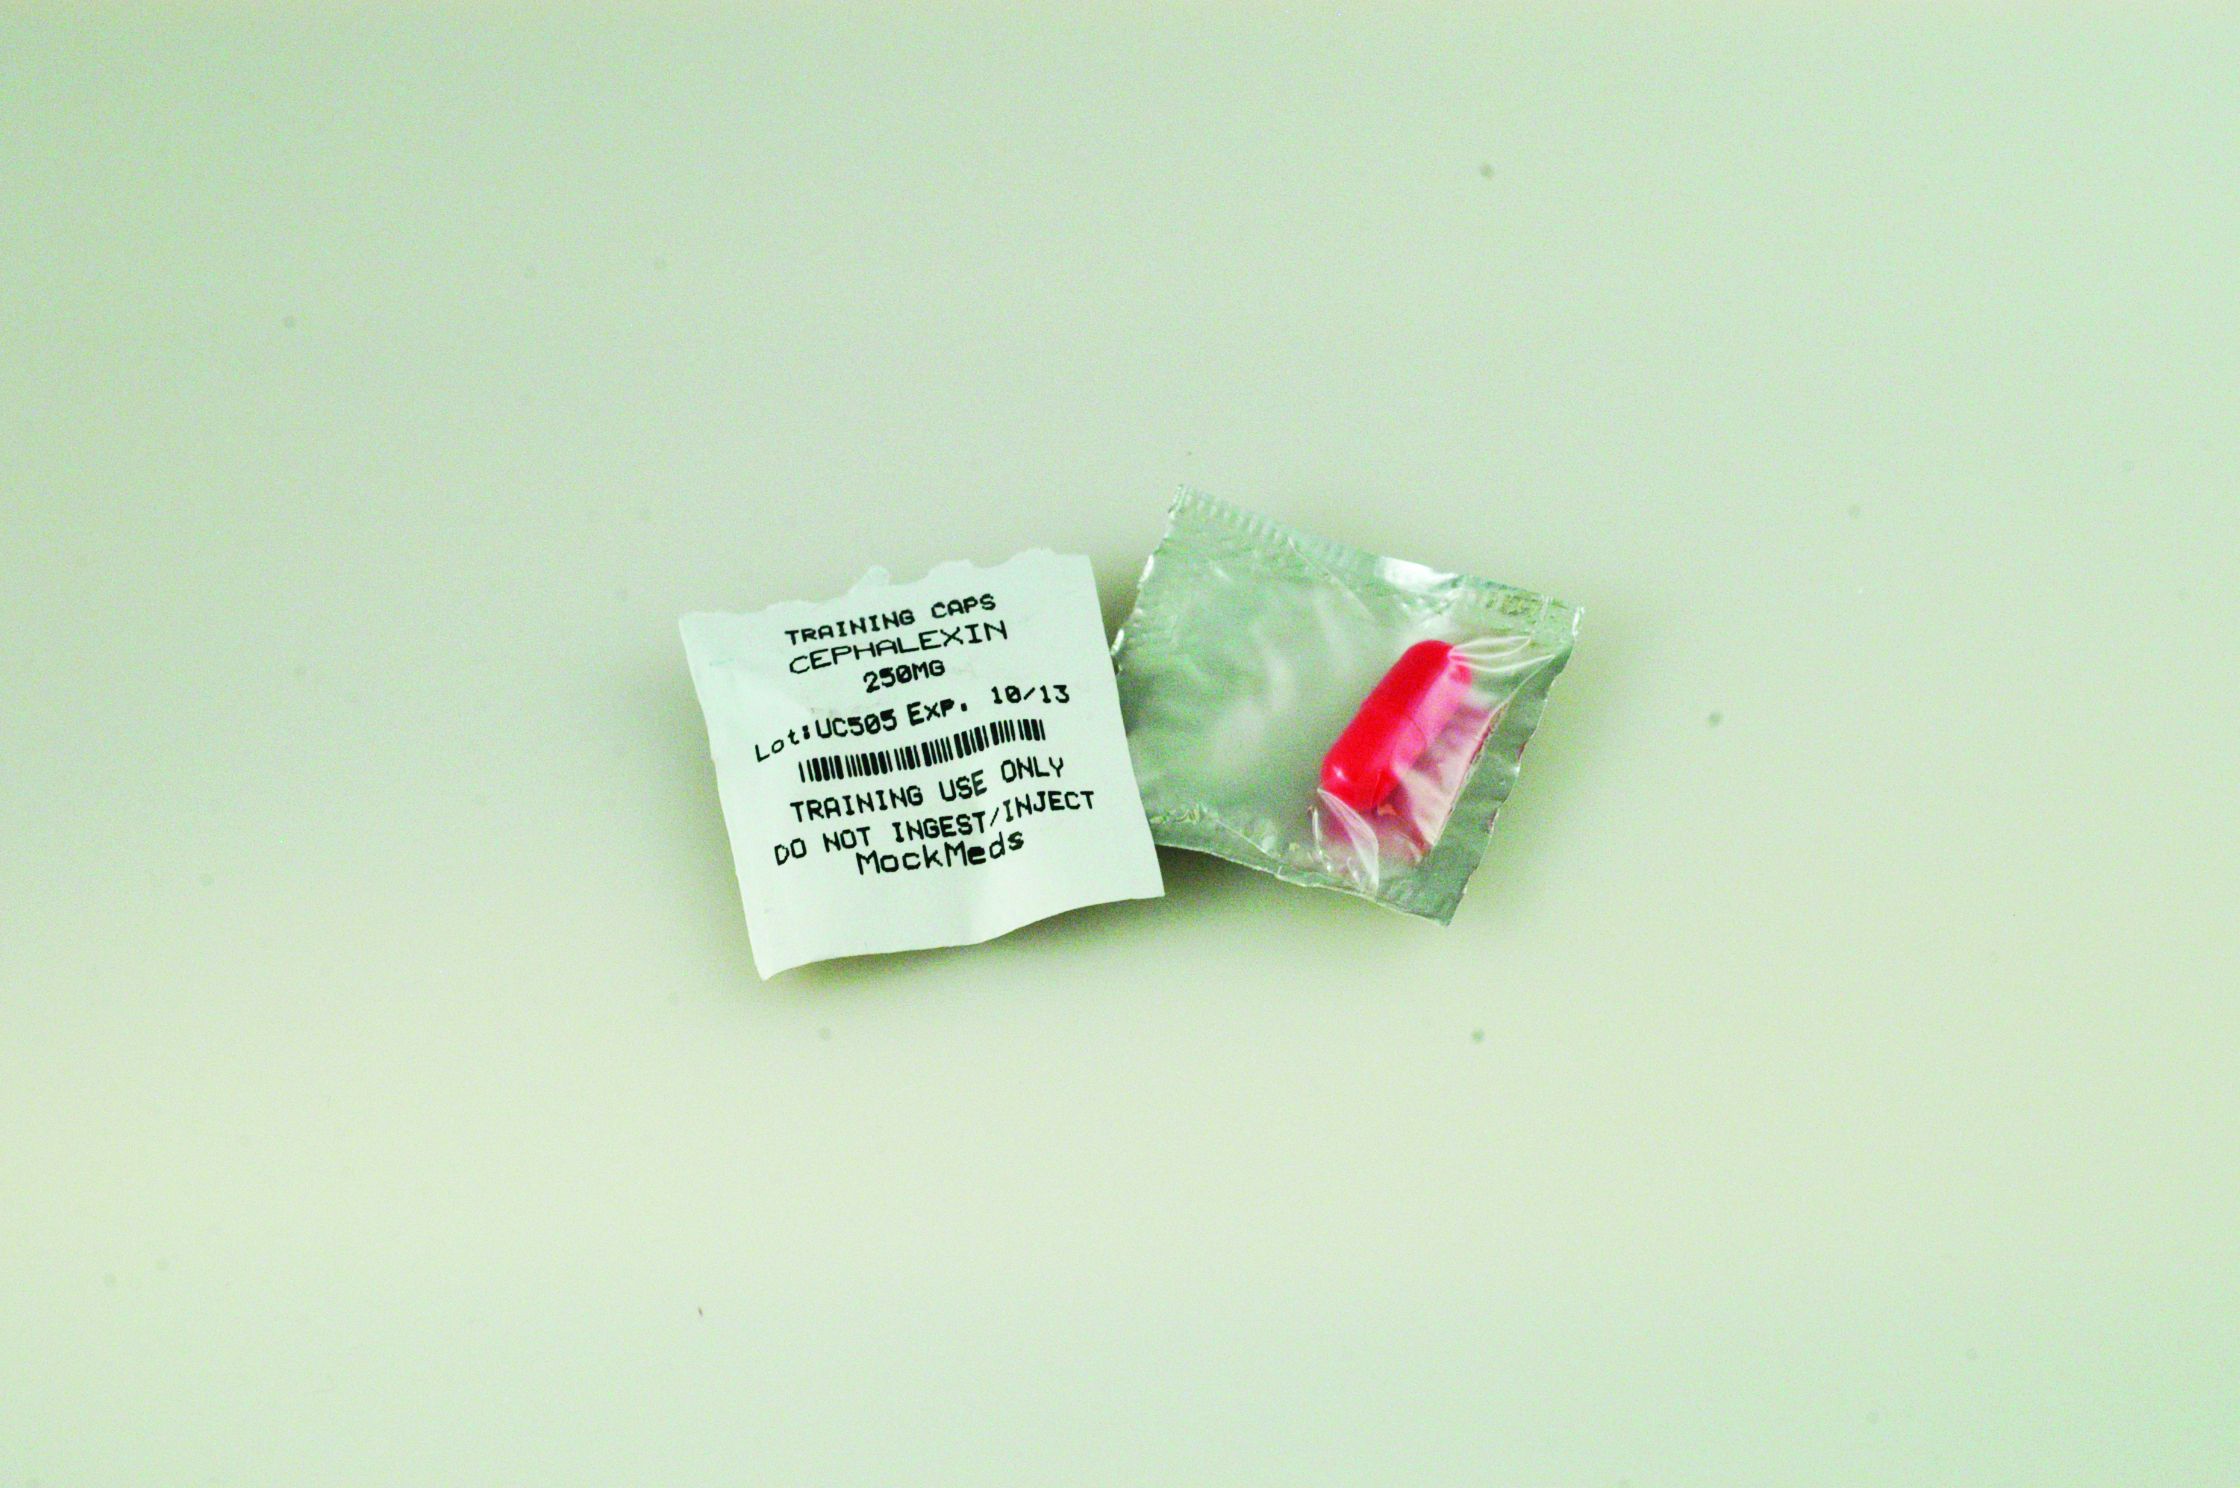 TRAINING CAPS
CEPHALEXIN
250MG
Lot:UC505 Exp. 10/13
TRAINING USE ONLY
DO NOT INGEST/INJECT
MockMeds